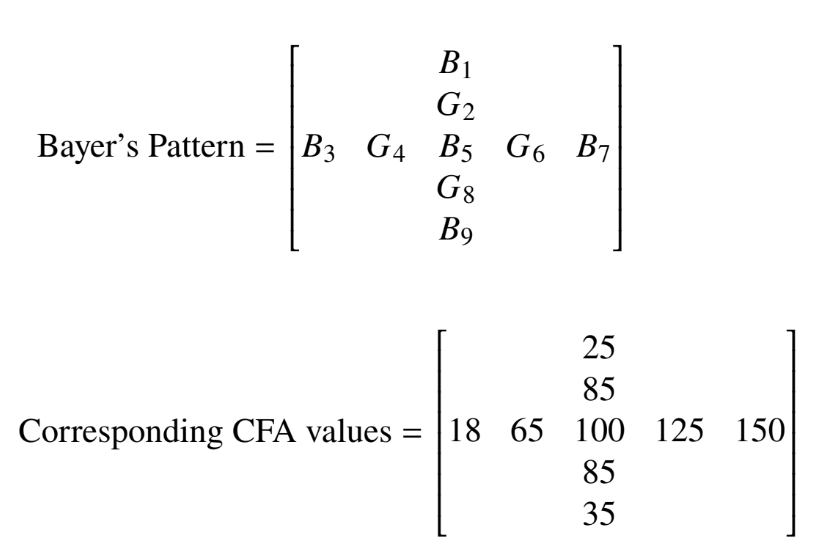 B₁
G₂
Bayer's Pattern = B₃ G₄ B₅ G₆ B₇
G₈
B₉
25
85
Corresponding CFA values = 18 65 100 125 150
85
35